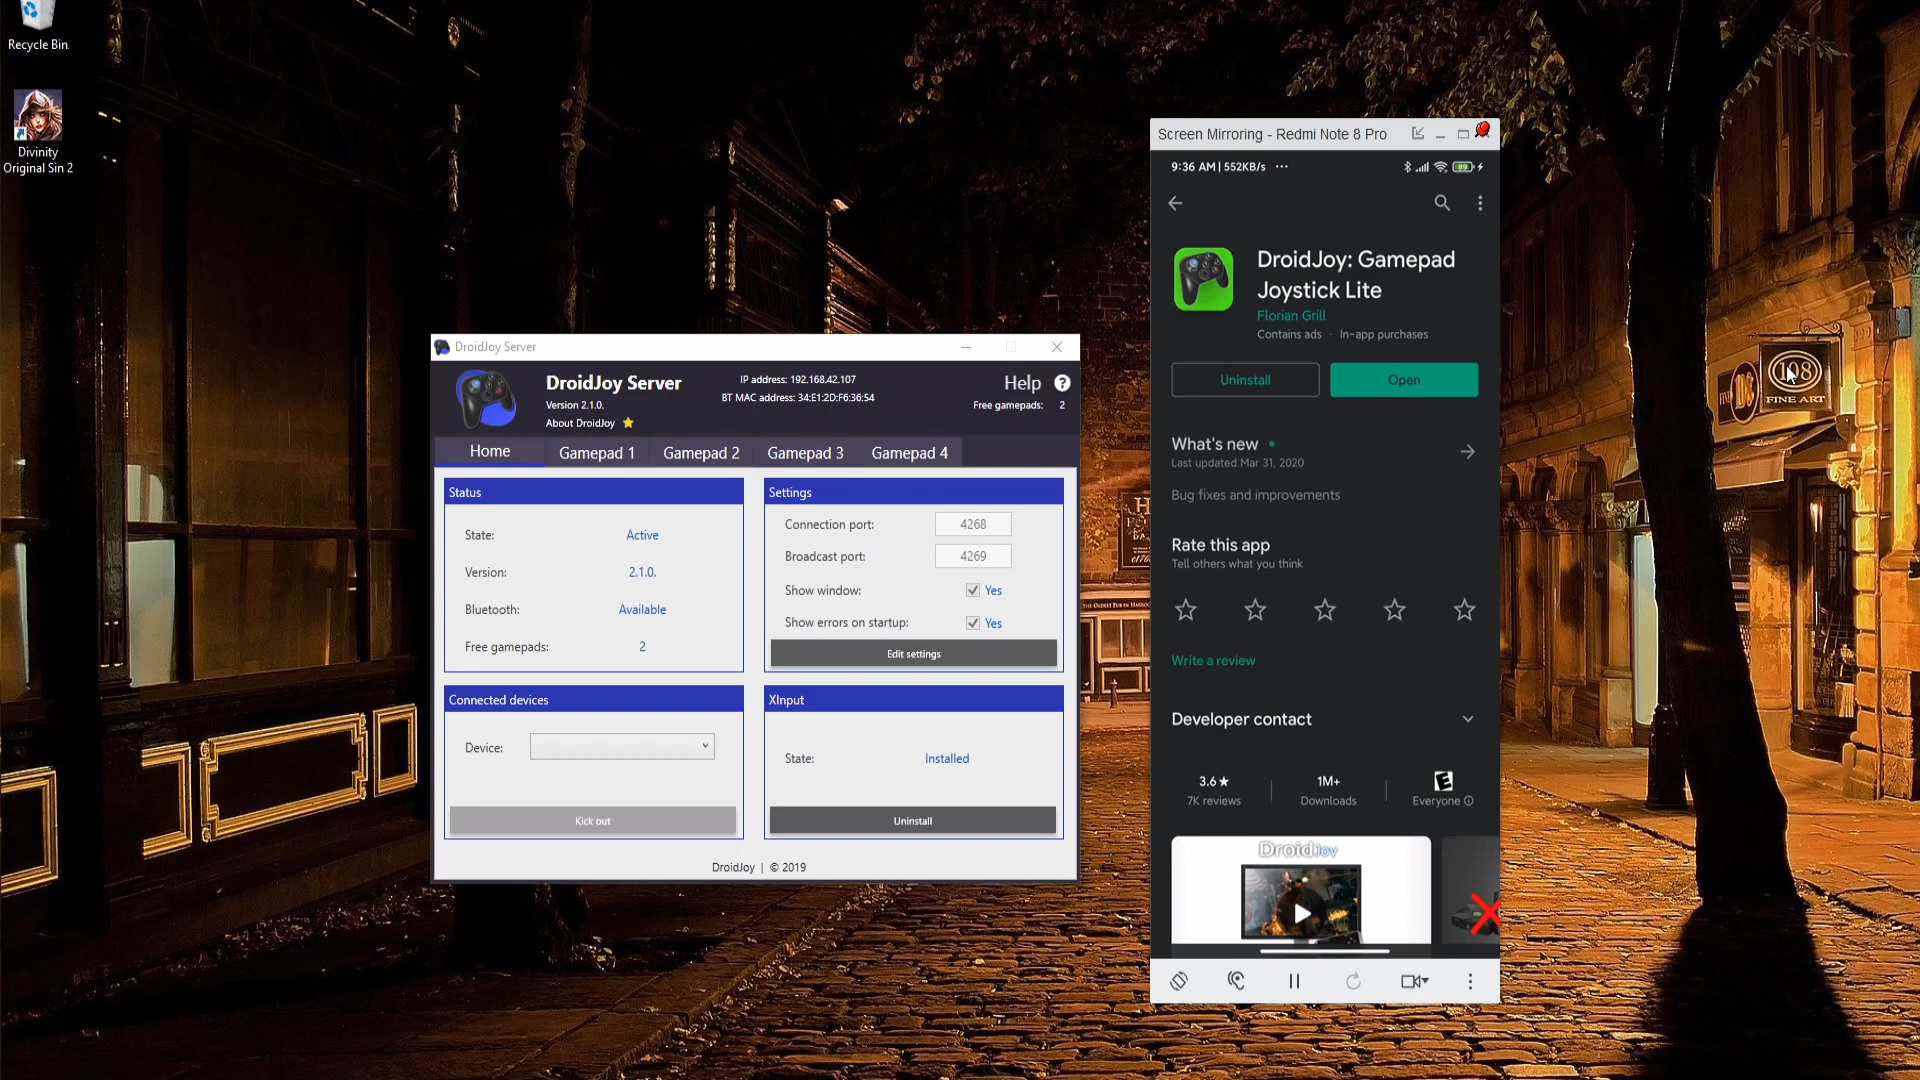 Recycle Bin
Divinity
Original Sin 2
DroidJoy Server
DroidJoy Server
Version 2.1.0.
About DroidJoy
IP address: 192.168.42.107
BT MAC address: 34:E1:2D:F6:36:54
Help ?
Free gamepads: 2
Home Gamepad 1 Gamepad 2 Gamepad 3 Gamepad 4
Status
State: Active
Version: 2.1.0.
Bluetooth: Available
Free gamepads: 2
Settings
Connection port: 4268
Broadcast port: 4269
Show window: Yes
Show errors on startup: Yes
Edit settings
Connected devices
Device:
Kick out
XInput
State: Installed
Uninstall
DroidJoy | © 2019
Screen Mirroring - Redmi Note 8 Pro
9:36 AM | 552KB/s ···
89
DroidJoy: Gamepad
Joystick Lite
Florian Grill
Contains ads · In-app purchases
Uninstall
Open
What's new
Last updated Mar 31, 2020
Bug fixes and improvements
Rate this app
Tell others what you think
Write a review
Developer contact
3.6★
7K reviews
1M+
Downloads
E
Everyone
DroidJoy
108
FINE ART